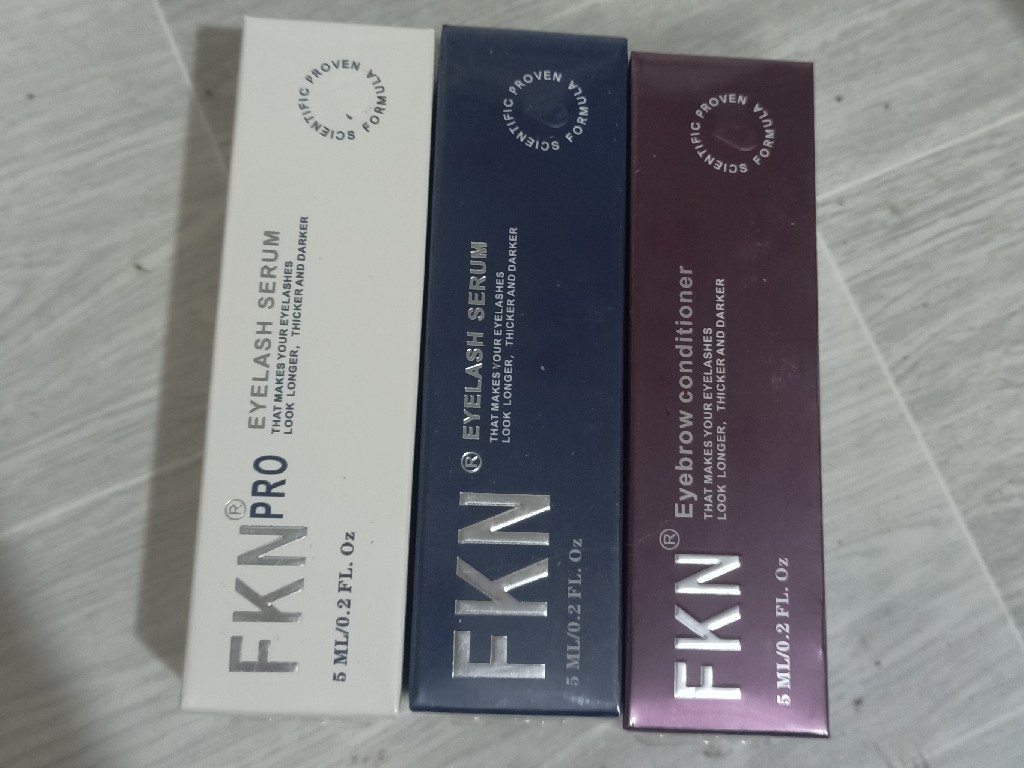 SCIENTIFIC PROVEN FORMULA
FKN® PRO
EYELASH SERUM
THAT MAKES YOUR EYELASHES
LOOK LONGER, THICKER AND DARKER
5 ML/0.2 FL. Oz
SCIENTIFIC PROVEN FORMULA
FKN® EYELASH SERUM
THAT MAKES YOUR EYELASHES
LOOK LONGER, THICKER AND DARKER
5 ML/0.2 FL. Oz
SCIENTIFIC PROVEN FORMULA
FKN® Eyebrow conditioner
THAT MAKES YOUR EYELASHES
LOOK LONGER, THICKER AND DARKER
5 ML/0.2 FL. Oz